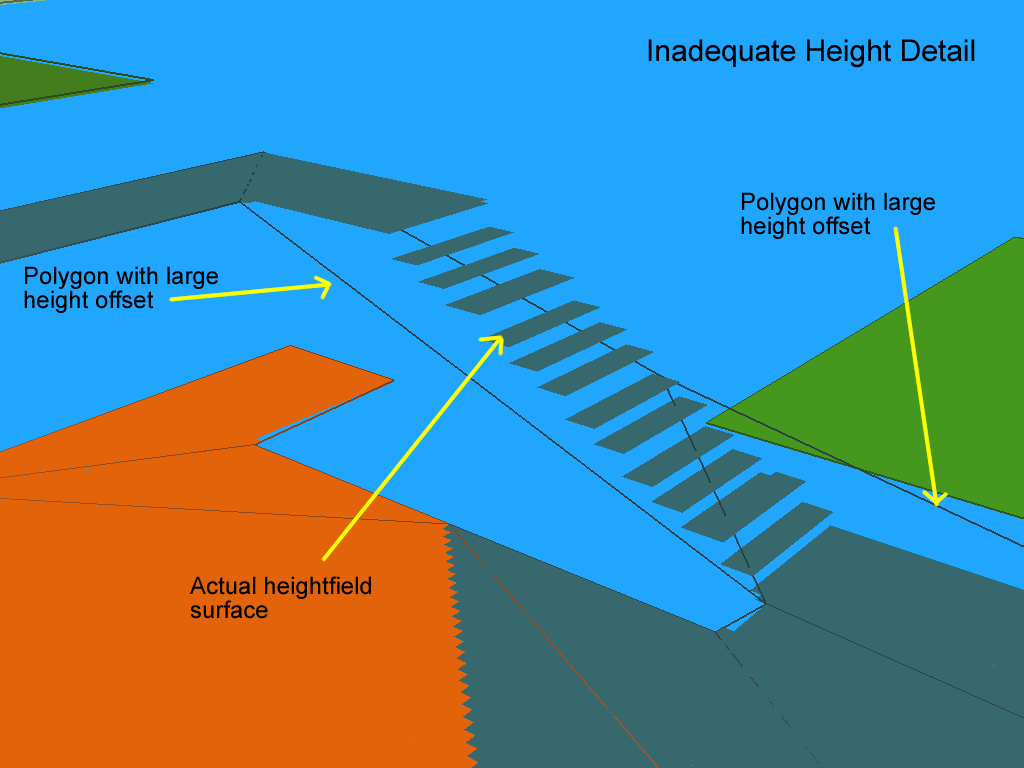 Inadequate Height Detail
Polygon with large
height offset
Polygon with large
height offset
Actual heightfield
surface